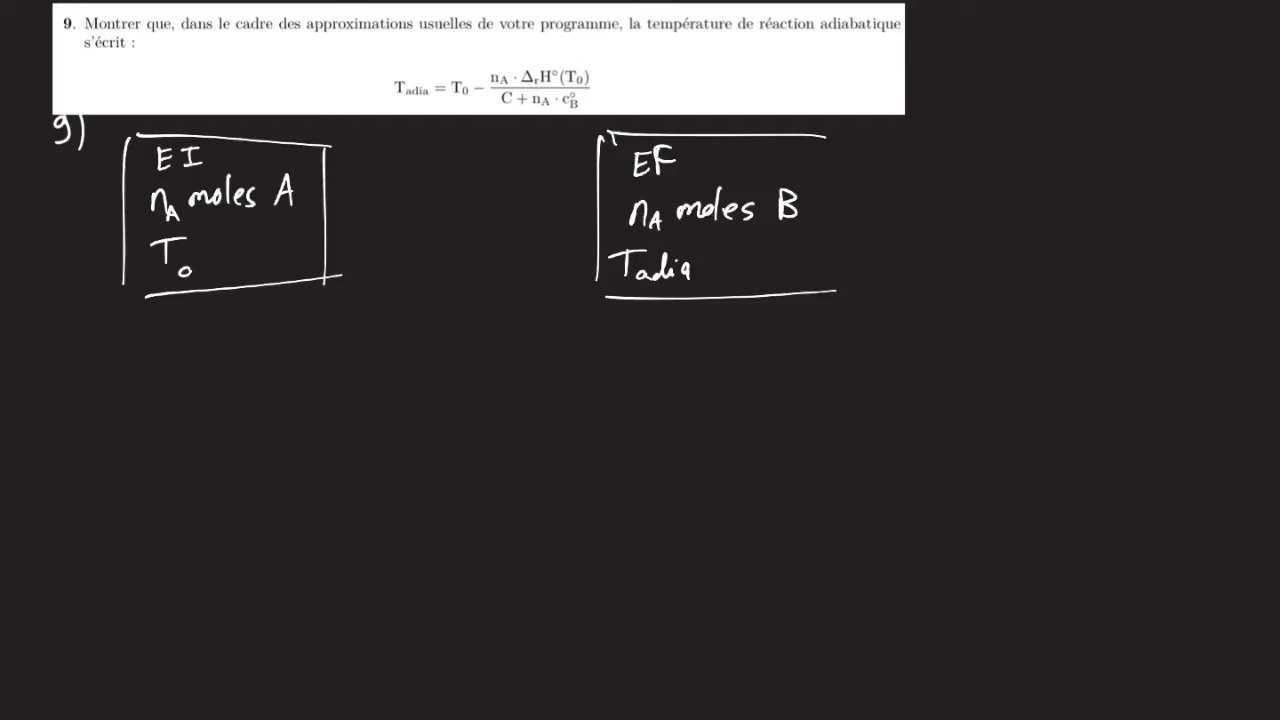 9. Montrer que, dans le cadre des approximations usuelles de votre programme, la température de réaction adiabatique
s'écrit :
T_adia = T_0 − (n_A · Δ_rH°(T_0)) / (C + n_A · c°_B)
9)
EI
n_A moles A
T_0
EF
n_A moles B
Tadia